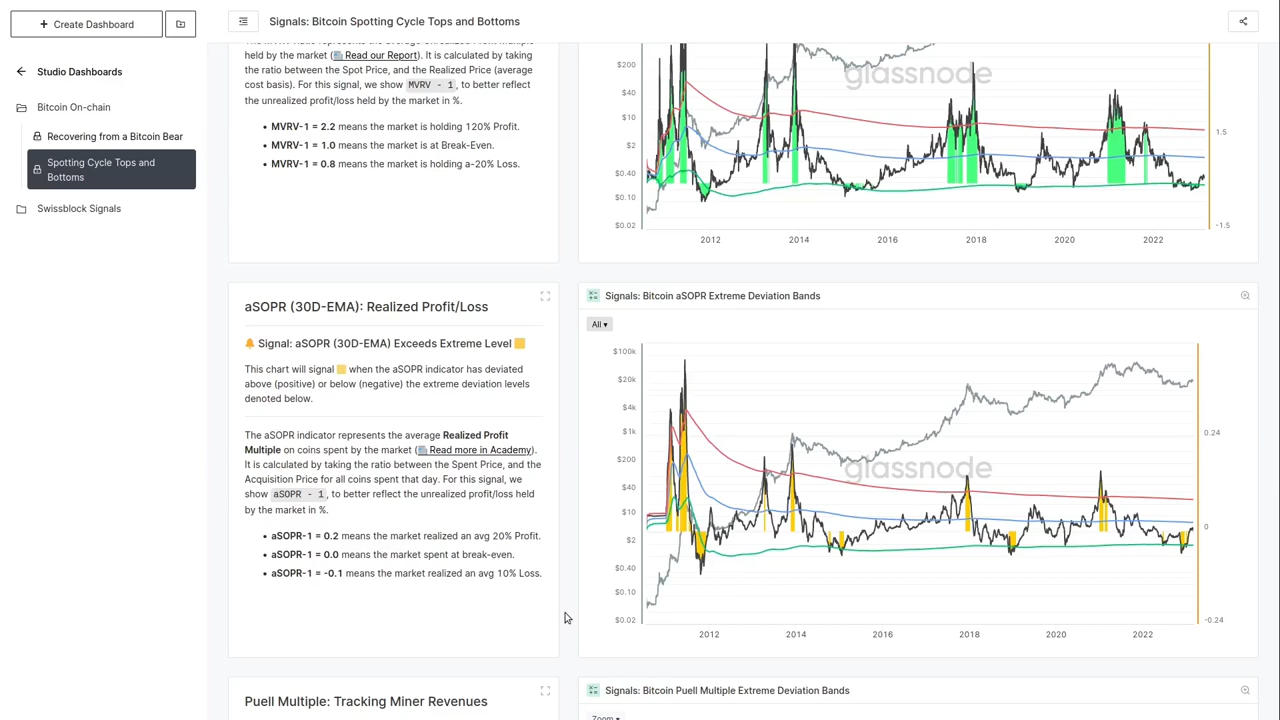 Create Dashboard
Signals: Bitcoin Spotting Cycle Tops and Bottoms
Studio Dashboards
Bitcoin On-chain
Recovering from a Bitcoin Bear
Spotting Cycle Tops and
Bottoms
Swissblock Signals
held by the market (Read our Report). It is calculated by taking
the ratio between the Spot Price, and the Realized Price (average
cost basis). For this signal, we show MVRV - 1, to better reflect
the unrealized profit/loss held by the market in %.
• MVRV-1 = 2.2 means the market is holding 120% Profit.
• MVRV-1 = 1.0 means the market is at Break-Even.
• MVRV-1 = 0.8 means the market is holding a-20% Loss.
glassnode
$200
$40
$10
$2
$0.40
$0.10
$0.02
1.5
-1.5
2012 2014 2016 2018 2020 2022
aSOPR (30D-EMA): Realized Profit/Loss
Signal: aSOPR (30D-EMA) Exceeds Extreme Level
This chart will signal when the aSOPR indicator has deviated
above (positive) or below (negative) the extreme deviation levels
denoted below.
The aSOPR indicator represents the average Realized Profit
Multiple on coins spent by the market (Read more in Academy).
It is calculated by taking the ratio between the Spent Price, and the
Acquisition Price for all coins spent that day. For this signal, we
show aSOPR - 1, to better reflect the unrealized profit/loss held
by the market in %.
• aSOPR-1 = 0.2 means the market realized an avg 20% Profit.
• aSOPR-1 = 0.0 means the market spent at break-even.
• aSOPR-1 = -0.1 means the market realized an avg 10% Loss.
Signals: Bitcoin aSOPR Extreme Deviation Bands
All ▾
$100k
$20k
$4k
$1k
$200
$40
$10
$2
$0.40
$0.10
$0.02
glassnode
0.24
0
-0.24
2012 2014 2016 2018 2020 2022
Puell Multiple: Tracking Miner Revenues
Signals: Bitcoin Puell Multiple Extreme Deviation Bands
Zoom ▾